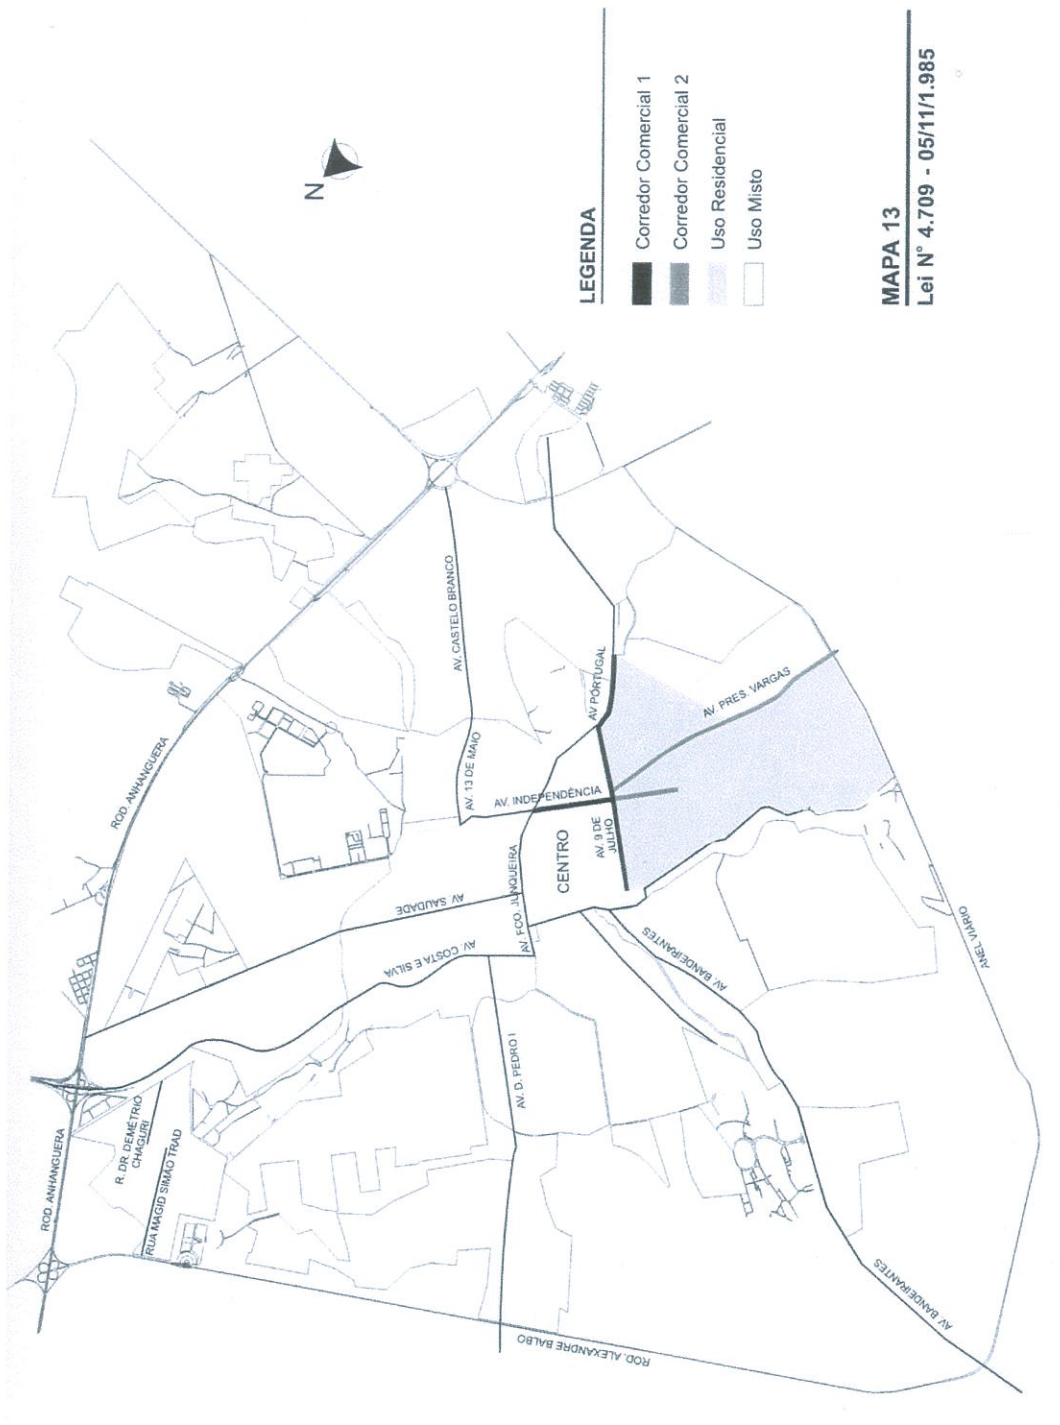 N
LEGENDA
Corredor Comercial 1
Corredor Comercial 2
Uso Residencial
Uso Misto
MAPA 13
Lei N° 4.709 - 05/11/1.985
ROD. ANHANGUERA
ROD. ANHANGUERA
R. DR. DEMÉTRIO
CHAGURI
RUA MAGID SIMÃO TRAD
AV. SAUDADE
AV. COSTA E SILVA
AV. D. PEDRO I
AV. FCO. JUNQUEIRA
AV. 13 DE MAIO
AV. CASTELO BRANCO
AV. INDEPENDÊNCIA
CENTRO
AV. 9 DE
JULHO
AV PORTUGAL
AV. PRES. VARGAS
AV. BANDEIRANTES
AV. BANDEIRANTES
ANEL VIÁRIO
ROD. ALEXANDRE BALBO